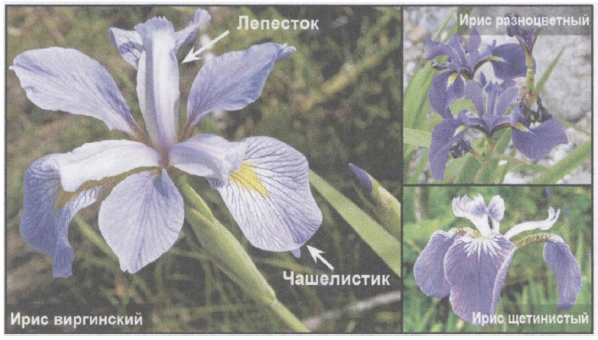 Лепесток
Ирис разноцветный
Чашелистик
Ирис виргинский
Ирис щетинистый